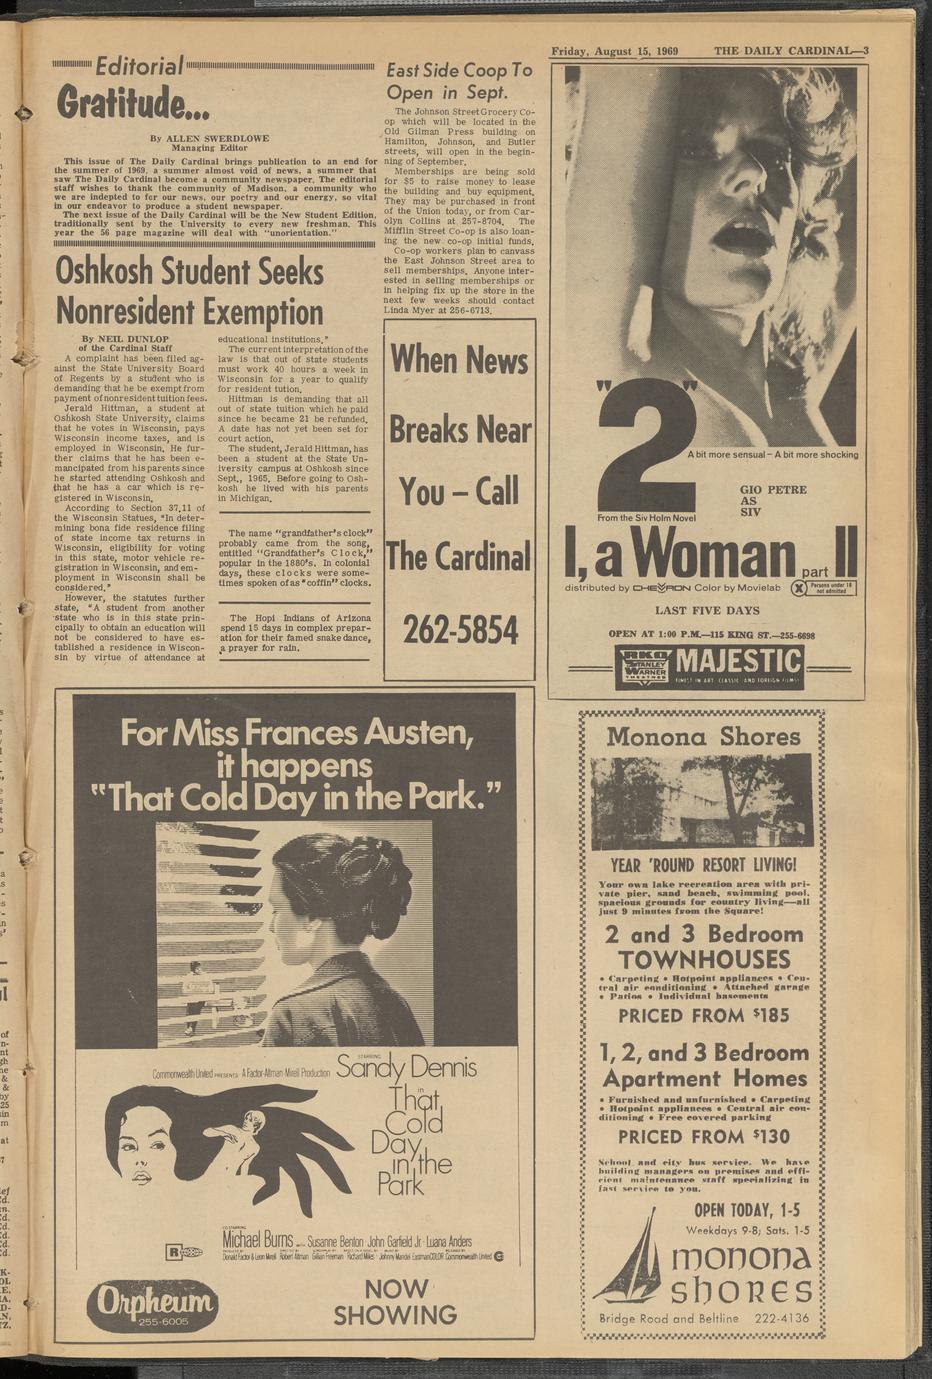 Friday, August 15, 1969 THE DAILY CARDINAL—3
Editorial
Gratitude...
By ALLEN SWERDLOWE
Managing Editor
This issue of The Daily Cardinal brings publication to an end for
the summer of 1969, a summer almost void of news, a summer that
saw The Daily Cardinal become a community newspaper. The editorial
staff wishes to thank the community of Madison, a community who
we are indepted to for our news, our poetry and our energy, so vital
in our endeavor to produce a student newspaper.
The next issue of the Daily Cardinal will be the New Student Edition,
traditionally sent by the University to every new freshman. This
year the 56 page magazine will deal with "unorientation."
Oshkosh Student Seeks
Nonresident Exemption
By NEIL DUNLOP
of the Cardinal Staff
A complaint has been filed ag-
ainst the State University Board
of Regents by a student who is
demanding that he be exempt from
payment of nonresident tuition fees.
Jerald Hittman, a student at
Oshkosh State University, claims
that he votes in Wisconsin, pays
Wisconsin income taxes, and is
employed in Wisconsin. He fur-
ther claims that he has been e-
mancipated from his parents since
he started attending Oshkosh and
that he has a car which is re-
gistered in Wisconsin.
According to Section 37.11 of
the Wisconsin Statues, "In deter-
mining bona fide residence filing
of state income tax returns in
Wisconsin, eligibility for voting
in this state, motor vehicle re-
gistration in Wisconsin, and em-
ployment in Wisconsin shall be
considered."
However, the statutes further
state, "A student from another
state who is in this state prin-
cipally to obtain an education will
not be considered to have es-
tablished a residence in Wiscon-
sin by virtue of attendance at
educational institutions."
The current interpretation of the
law is that out of state students
must work 40 hours a week in
Wisconsin for a year to qualify
for resident tution.
Hittman is demanding that all
out of state tuition which he paid
since he became 21 be refunded.
A date has not yet been set for
court action.
The student, Jerald Hittman, has
been a student at the State Un-
iversity campus at Oshkosh since
Sept., 1965. Before going to Osh-
kosh he lived with his parents
in Michigan.
The name "grandfather's clock"
probably came from the song,
entitled "Grandfather's Clock,"
popular in the 1880's. In colonial
days, these clocks were some-
times spoken of as "coffin" clocks.
The Hopi Indians of Arizona
spend 15 days in complex prepar-
ation for their famed snake dance,
a prayer for rain.
East Side Coop To
Open in Sept.
The Johnson Street Grocery Co-
op which will be located in the
Old Gilman Press building on
Hamilton, Johnson, and Butler
streets, will open in the begin-
ning of September.
Memberships are being sold
for $5 to raise money to lease
the building and buy equipment.
They may be purchased in front
of the Union today, or from Car-
olyn Collins at 257-8704. The
Mifflin Street Co-op is also loan-
ing the new co-op initial funds.
Co-op workers plan to canvass
the East Johnson Street area to
sell memberships. Anyone inter-
ested in selling memberships or
in helping fix up the store in the
next few weeks should contact
Linda Myer at 256-6713.
When News
Breaks Near
You – Call
The Cardinal
262-5854
"2"
A bit more sensual – A bit more shocking
GIO PETRE
AS
SIV
From the Siv Holm Novel
I, a Woman part II
distributed by CHEVRON Color by Movielab X Persons under 18
not admitted
LAST FIVE DAYS
OPEN AT 1:00 P.M.—115 KING ST.—255-6698
RKO
STANLEY
WARNER
THEATRES
MAJESTIC
FINEST IN ART, CLASSIC AND FOREIGN FILMS!
For Miss Frances Austen,
it happens
"That Cold Day in the Park."
Commonwealth United PRESENTS A Factor-Altman-Mirell Production
STARRING
Sandy Dennis
in
That
Cold
Day
in the
Park
CO-STARRING
Michael Burns Susanne Benton John Garfield Jr. Luana Anders
Donald Factor & Leon Mirell Robert Altman Gillian Freeman Richard Miles Johnny Mandel EastmanCOLOR Commonwealth United
R
Orpheum
255-6005
NOW
SHOWING
Monona Shores
YEAR 'ROUND RESORT LIVING!
Your own lake recreation area with pri-
vate pier, sand beach, swimming pool,
spacious grounds for country living—all
just 9 minutes from the Square!
2 and 3 Bedroom
TOWNHOUSES
• Carpeting • Hotpoint appliances • Cen-
tral air conditioning • Attached garage
• Patios • Individual basements
PRICED FROM $185
1, 2, and 3 Bedroom
Apartment Homes
• Furnished and unfurnished • Carpeting
• Hotpoint appliances • Central air con-
ditioning • Free covered parking
PRICED FROM $130
School and city bus service. We have
building managers on premises and effi-
cient maintenance staff specializing in
fast service to you.
OPEN TODAY, 1-5
Weekdays 9-8; Sats. 1-5
monona
shores
Bridge Road and Beltline 222-4136